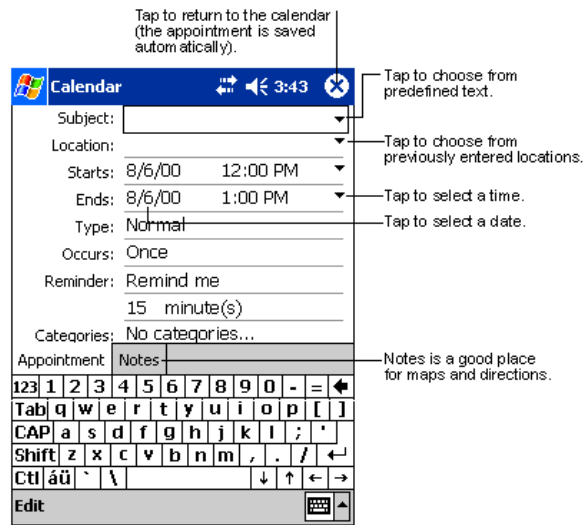 Tap to return to the calendar
(the appointment is saved
automatically).
Calendar 3:43
Tap to choose from
predefined text.
Subject:
Location:
Tap to choose from
previously entered locations.
Starts: 8/6/00 12:00 PM
Ends: 8/6/00 1:00 PM
Tap to select a time.
Tap to select a date.
Type: Normal
Occurs: Once
Reminder: Remind me
15 minute(s)
Categories: No categories...
Appointment Notes
Notes is a good place
for maps and directions.
123 1 2 3 4 5 6 7 8 9 0 - = ←
Tab q w e r t y u i o p [ ]
CAP a s d f g h j k l ; '
Shift z x c v b n m , . / ↵
Ctl áü ` \ ↓ ↑ ← →
Edit